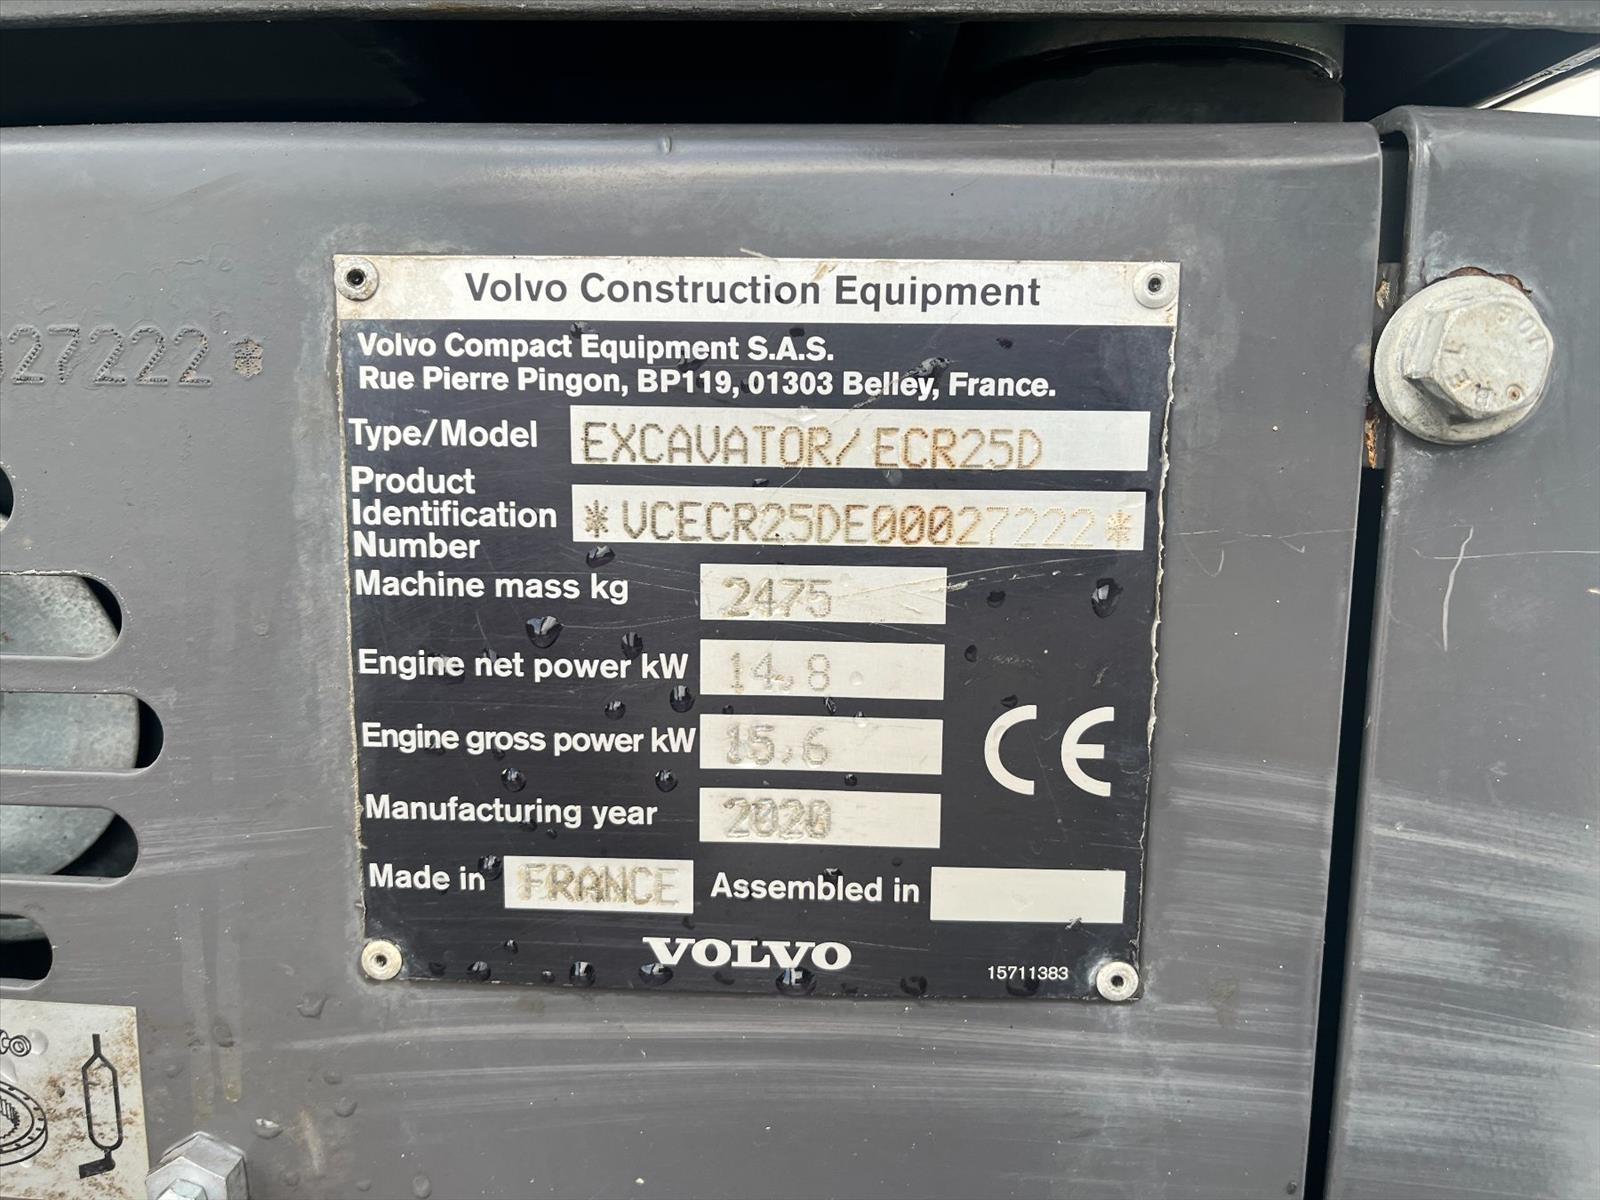 Volvo Construction Equipment
Volvo Compact Equipment S.A.S.
Rue Pierre Pingon, BP119, 01303 Belley, France.
Type/Model EXCAVATOR/ ECR25D
Product Identification Number *VCECR25DE00027222*
Machine mass kg 2475
Engine net power kW 14,8
Engine gross power kW 15,6
Manufacturing year 2020
Made in FRANCE Assembled in
CE
VOLVO
15711383
27222*